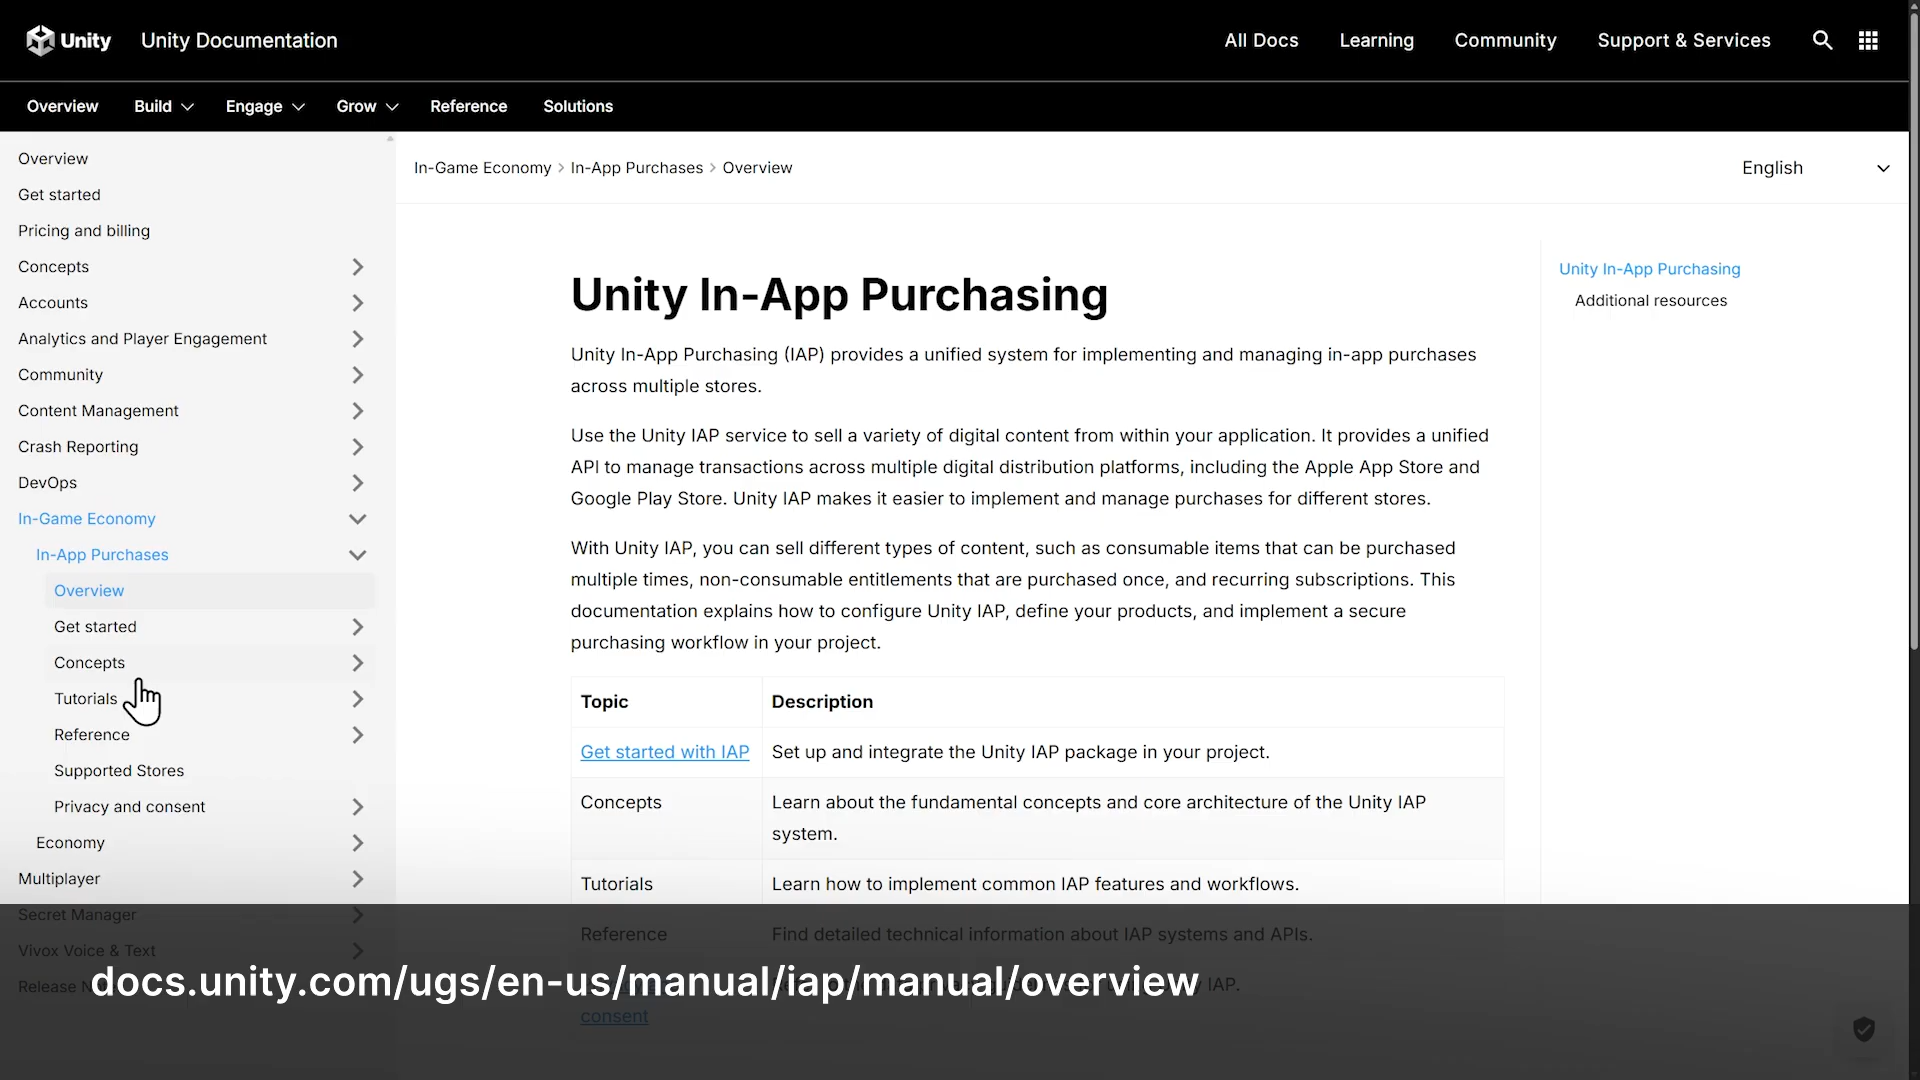 Unity
Unity Documentation
All Docs
Learning
Community
Support & Services
Overview
Build
Engage
Grow
Reference
Solutions
Overview
Get started
Pricing and billing
Concepts
Accounts
Analytics and Player Engagement
Community
Content Management
Crash Reporting
DevOps
In-Game Economy
In-App Purchases
Overview
Get started
Concepts
Tutorials
Reference
Supported Stores
Privacy and consent
Economy
Multiplayer
Secret Manager
Vivox Voice & Text
Release
In-Game Economy > In-App Purchases > Overview
English
Unity In-App Purchasing
Unity In-App Purchasing (IAP) provides a unified system for implementing and managing in-app purchases
across multiple stores.
Use the Unity IAP service to sell a variety of digital content from within your application. It provides a unified
API to manage transactions across multiple digital distribution platforms, including the Apple App Store and
Google Play Store. Unity IAP makes it easier to implement and manage purchases for different stores.
With Unity IAP, you can sell different types of content, such as consumable items that can be purchased
multiple times, non-consumable entitlements that are purchased once, and recurring subscriptions. This
documentation explains how to configure Unity IAP, define your products, and implement a secure
purchasing workflow in your project.
Topic Description
Get started with IAP Set up and integrate the Unity IAP package in your project.
Concepts Learn about the fundamental concepts and core architecture of the Unity IAP
system.
Tutorials Learn how to implement common IAP features and workflows.
Reference Find detailed technical information about IAP systems and APIs.
IAP.
consent
Unity In-App Purchasing
Additional resources
docs.unity.com/ugs/en-us/manual/iap/manual/overview